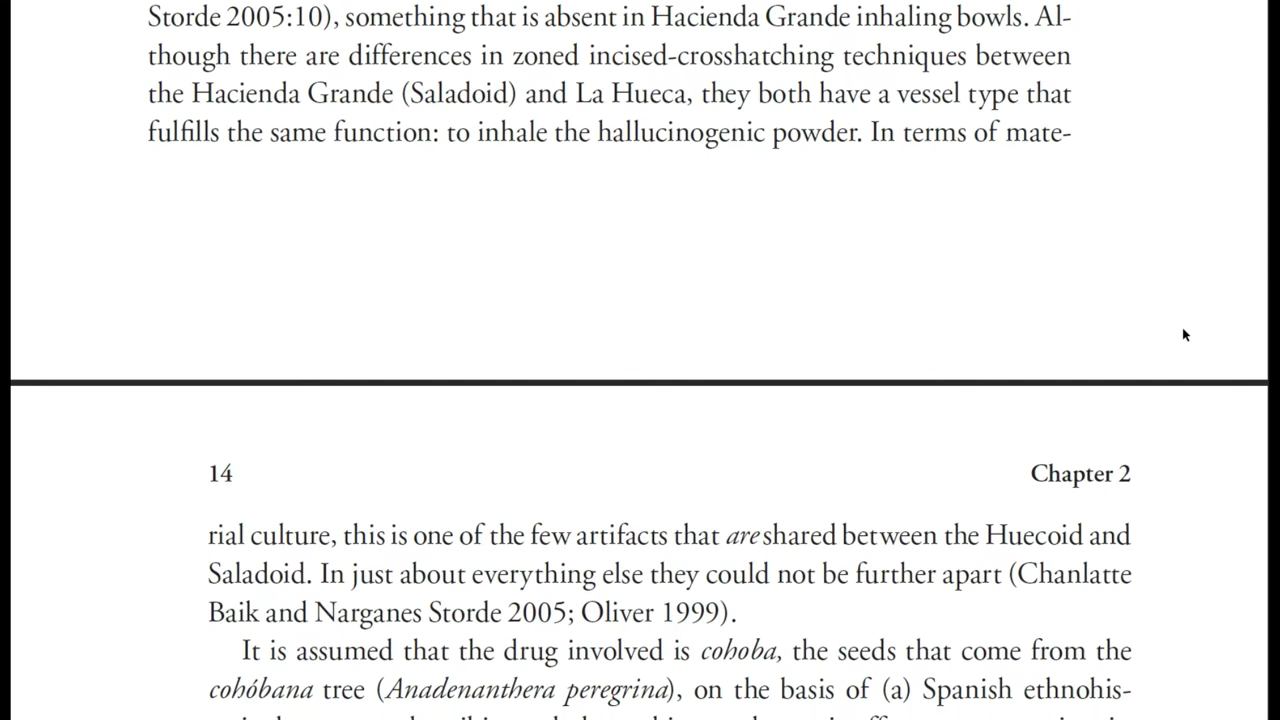 Storde 2005:10), something that is absent in Hacienda Grande inhaling bowls. Al-
though there are differences in zoned incised-crosshatching techniques between
the Hacienda Grande (Saladoid) and La Hueca, they both have a vessel type that
fulfills the same function: to inhale the hallucinogenic powder. In terms of mate-
14 Chapter 2
rial culture, this is one of the few artifacts that are shared between the Huecoid and
Saladoid. In just about everything else they could not be further apart (Chanlatte
Baik and Narganes Storde 2005; Oliver 1999).
It is assumed that the drug involved is cohoba, the seeds that come from the
cohóbana tree (Anadenanthera peregrina), on the basis of (a) Spanish ethnohis-